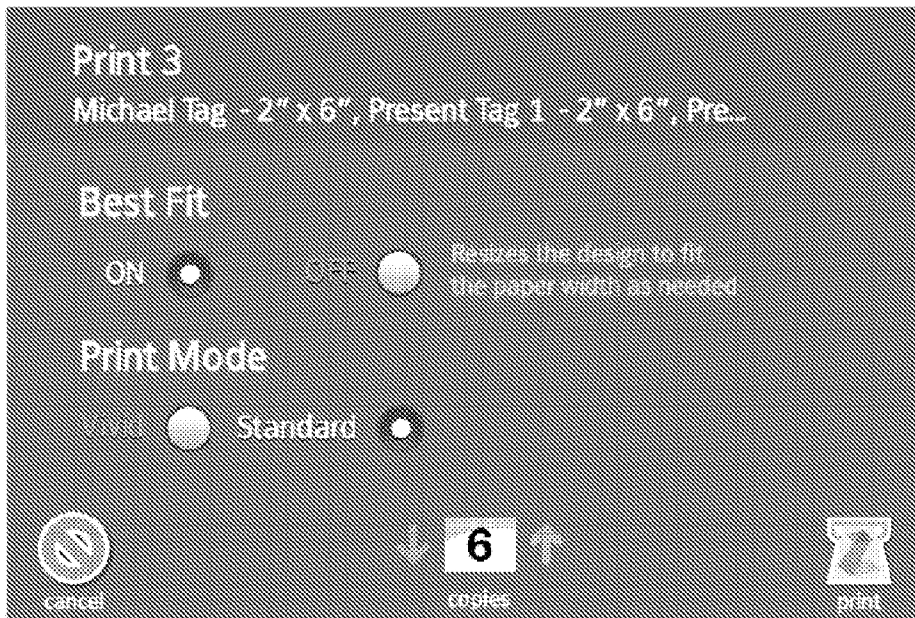 Print 3
Michael Tag - 2" x 6", Present Tag 1 - 2" x 6", Pre...
Best Fit
ON OFF Resizes the design to fit
the paper width as needed
Print Mode
Standard
6
cancel copies print